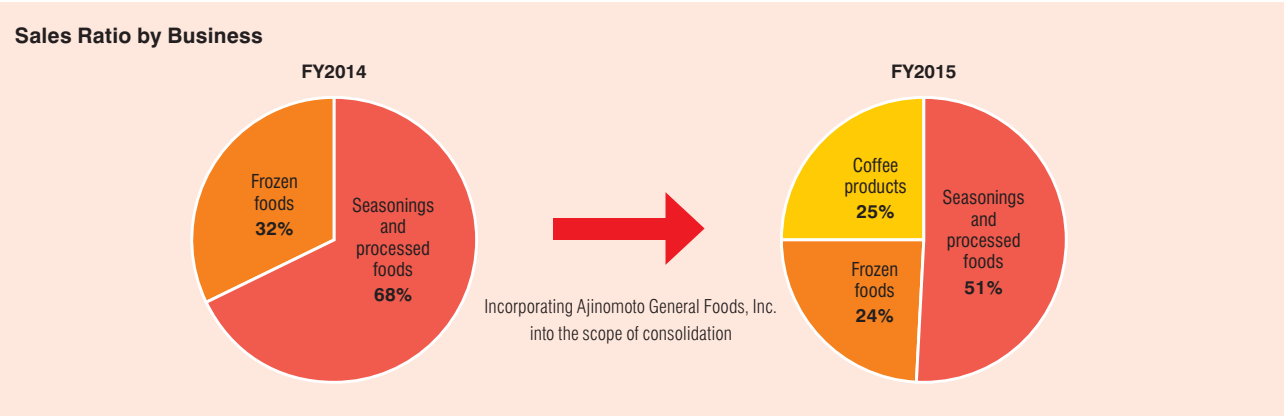 Sales Ratio by Business
FY2014
Frozen
foods
32%
Seasonings
and
processed
foods
68%
Incorporating Ajinomoto General Foods, Inc.
into the scope of consolidation
FY2015
Coffee
products
25%
Seasonings
and
processed
foods
51%
Frozen
foods
24%